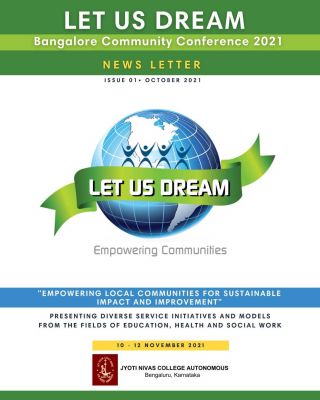 LET US DREAM
Bangalore Community Conference 2021
NEWS LETTER
ISSUE 01• OCTOBER 2021
LET US DREAM
Empowering Communities
"EMPOWERING LOCAL COMMUNITIES FOR SUSTAINABLE
IMPACT AND IMPROVEMENT"
PRESENTING DIVERSE SERVICE INITIATIVES AND MODELS
FROM THE FIELDS OF EDUCATION, HEALTH AND SOCIAL WORK
10 - 12 NOVEMBER 2021
JYOTI NIVAS COLLEGE AUTONOMOUS
Bengaluru, Karnataka